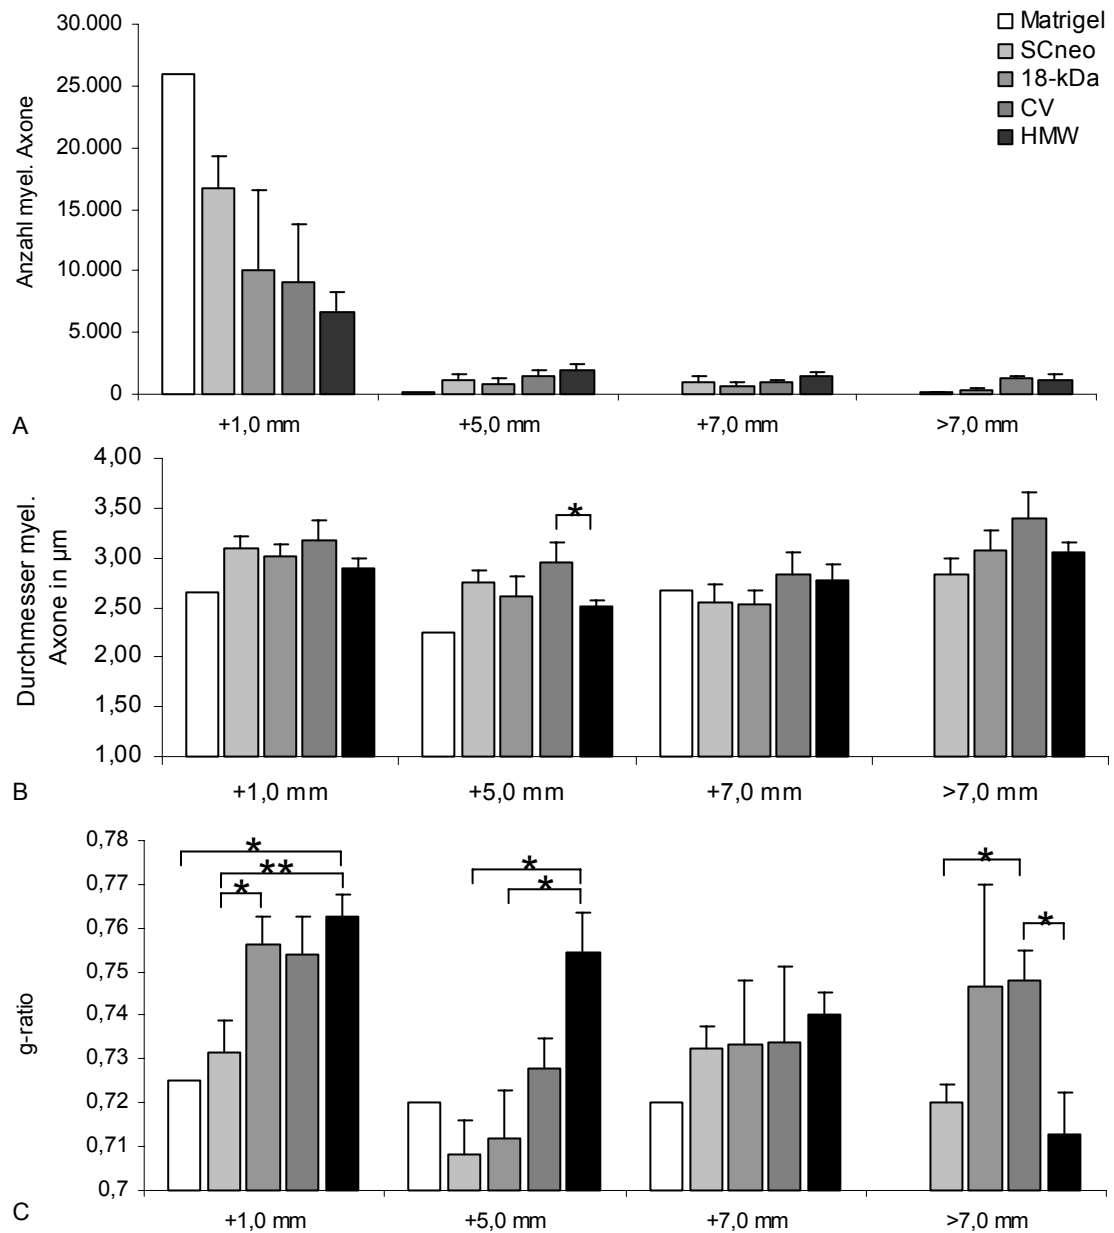 30.000
25.000
20.000
15.000
10.000
5.000
0
Anzahl myel. Axone
Matrigel
SCneo
18-kDa
CV
HMW
A
+1,0 mm
+5,0 mm
+7,0 mm
>7,0 mm
4,00
3,50
3,00
2,50
2,00
1,50
1,00
Durchmesser myel.
Axone in µm
*
B
+1,0 mm
+5,0 mm
+7,0 mm
>7,0 mm
0,78
0,77
0,76
0,75
0,74
0,73
0,72
0,71
0,7
g-ratio
*
**
*
*
*
*
*
C
+1,0 mm
+5,0 mm
+7,0 mm
>7,0 mm